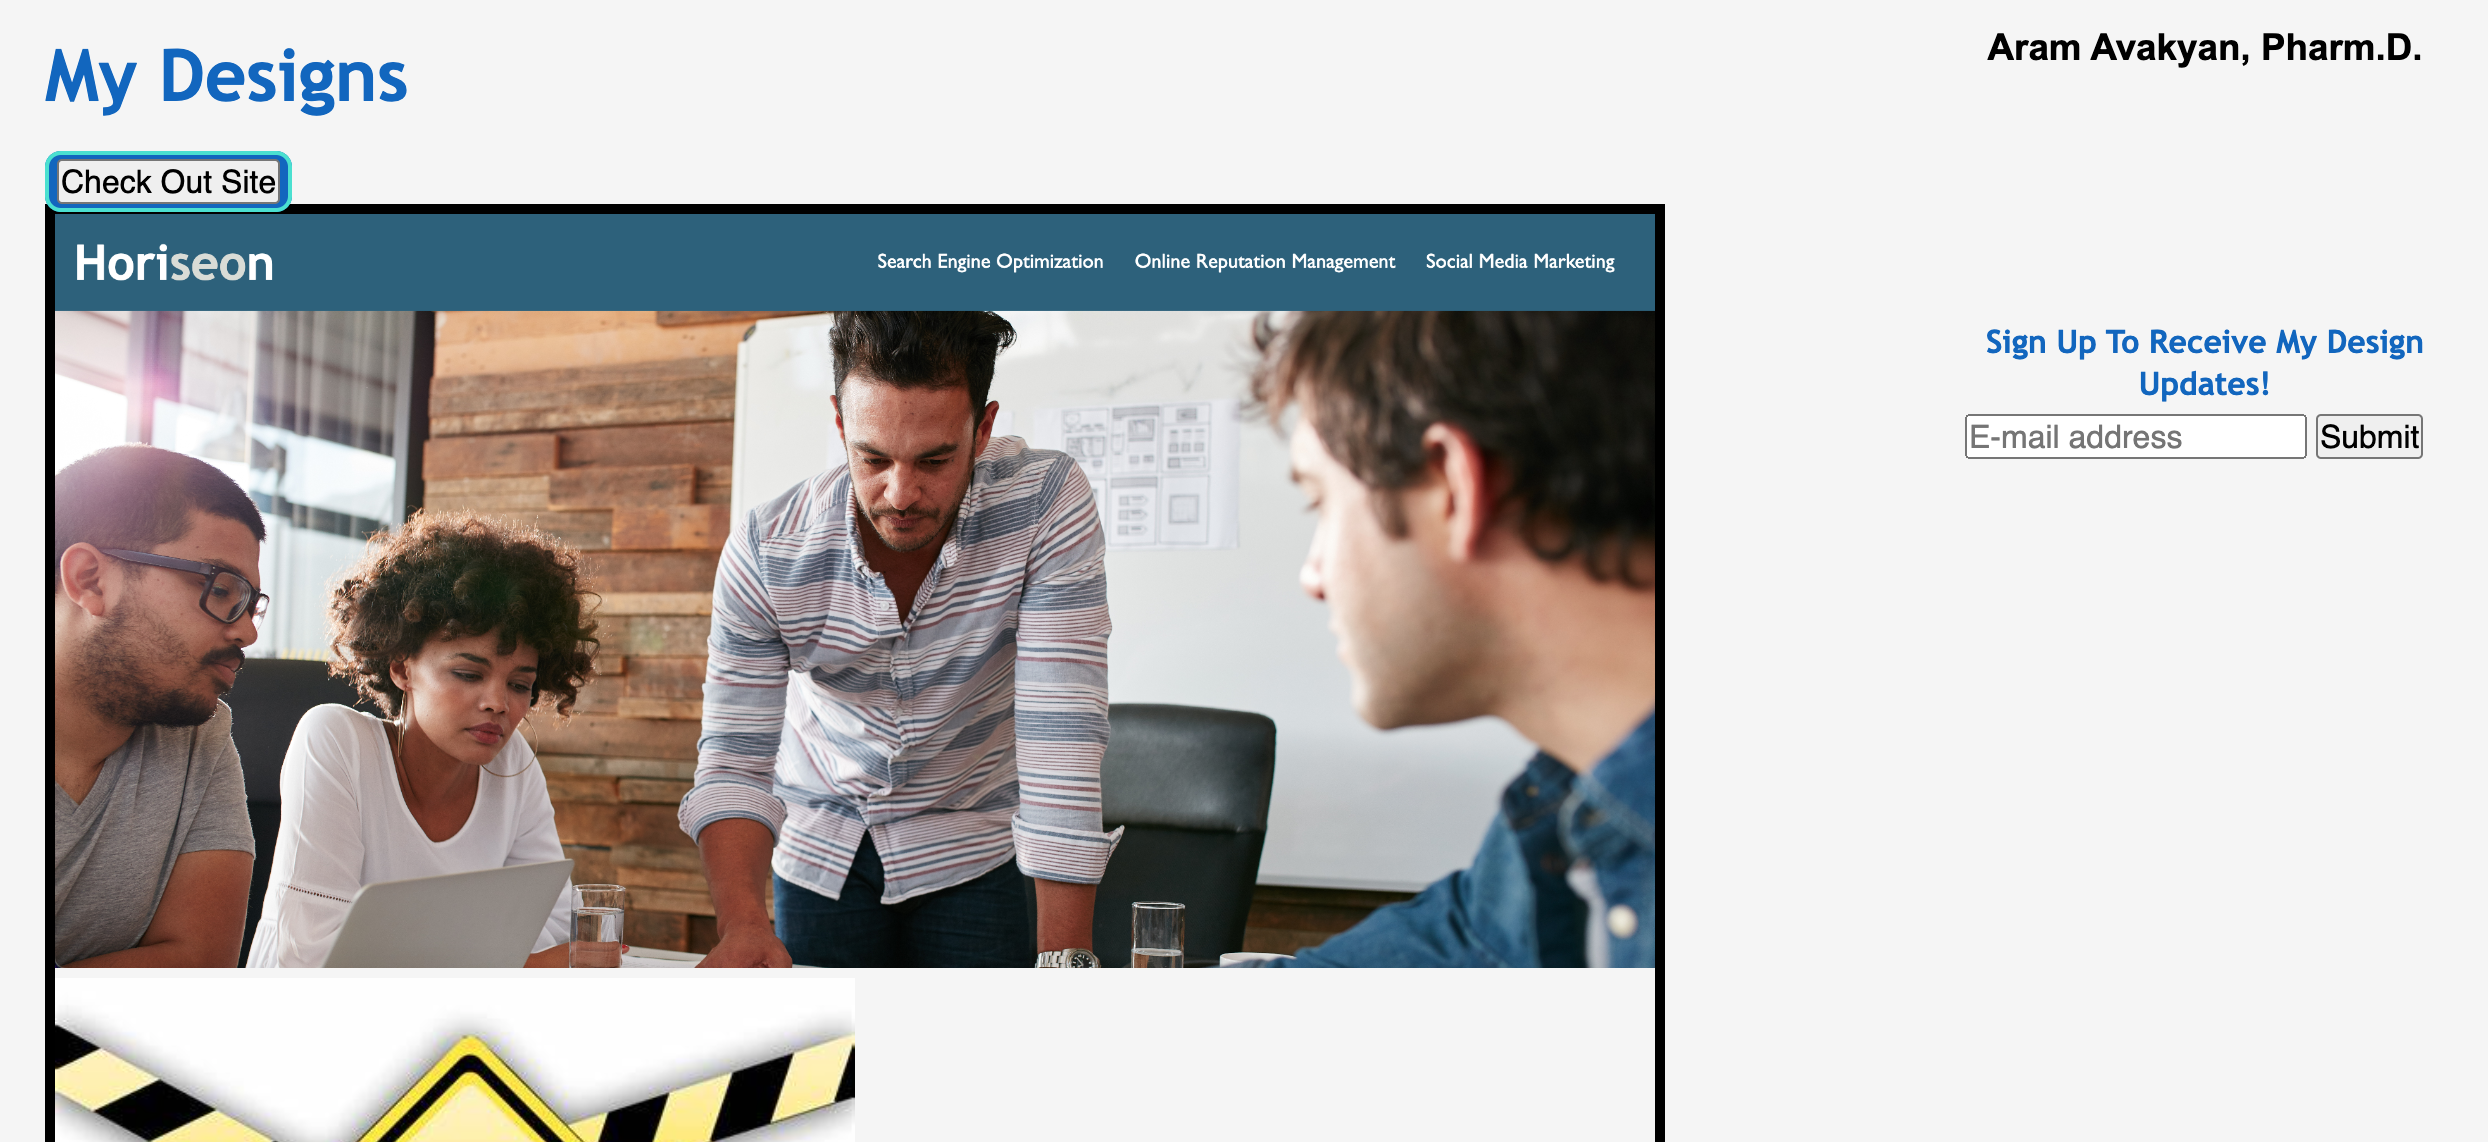 My Designs
Aram Avakyan, Pharm.D.
Check Out Site
Horiseon
Search Engine Optimization Online Reputation Management Social Media Marketing
Sign Up To Receive My Design
Updates!
E-mail address Submit